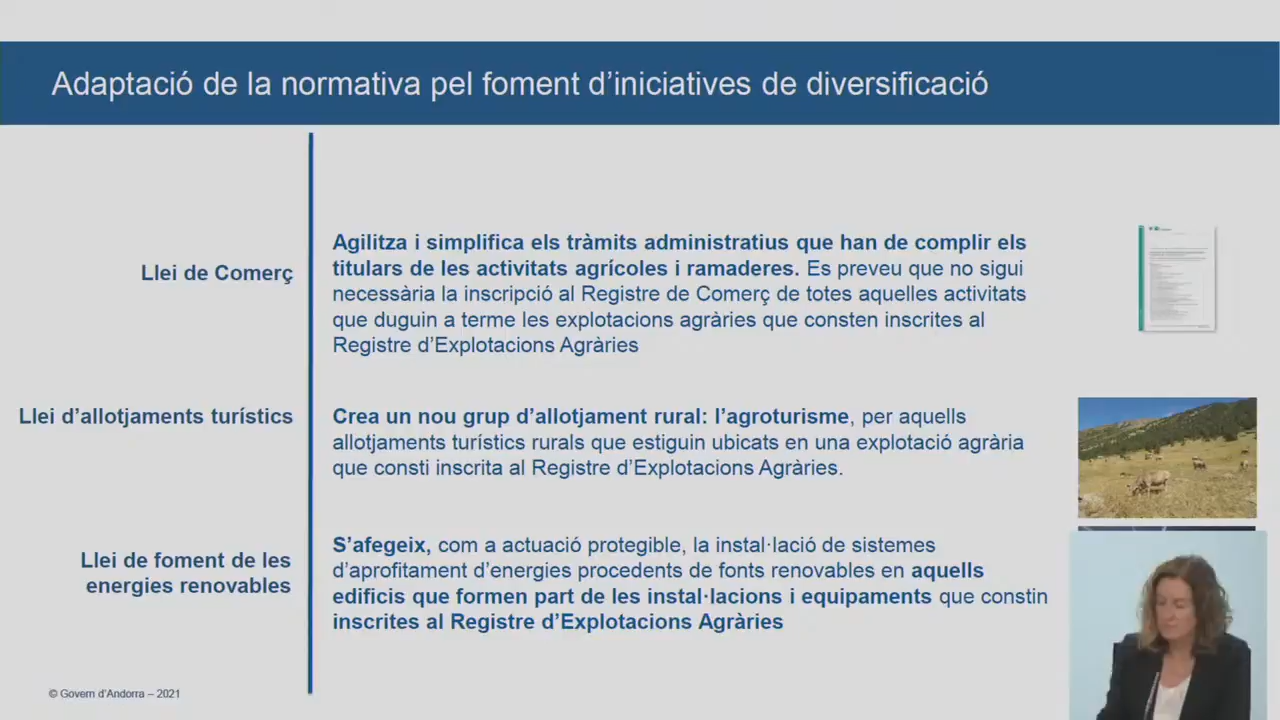 Adaptació de la normativa pel foment d’iniciatives de diversificació
Llei de Comerç
Agilitza i simplifica els tràmits administratius que han de complir els
titulars de les activitats agrícoles i ramaderes. Es preveu que no sigui
necessària la inscripció al Registre de Comerç de totes aquelles activitats
que duguin a terme les explotacions agràries que consten inscrites al
Registre d’Explotacions Agràries
Llei d’allotjaments turístics
Crea un nou grup d’allotjament rural: l’agroturisme, per aquells
allotjaments turístics rurals que estiguin ubicats en una explotació agrària
que consti inscrita al Registre d’Explotacions Agràries.
Llei de foment de les
energies renovables
S’afegeix, com a actuació protegible, la instal·lació de sistemes
d’aprofitament d’energies procedents de fonts renovables en aquells
edificis que formen part de les instal·lacions i equipaments que constin
inscrites al Registre d’Explotacions Agràries
© Govern d’Andorra – 2021